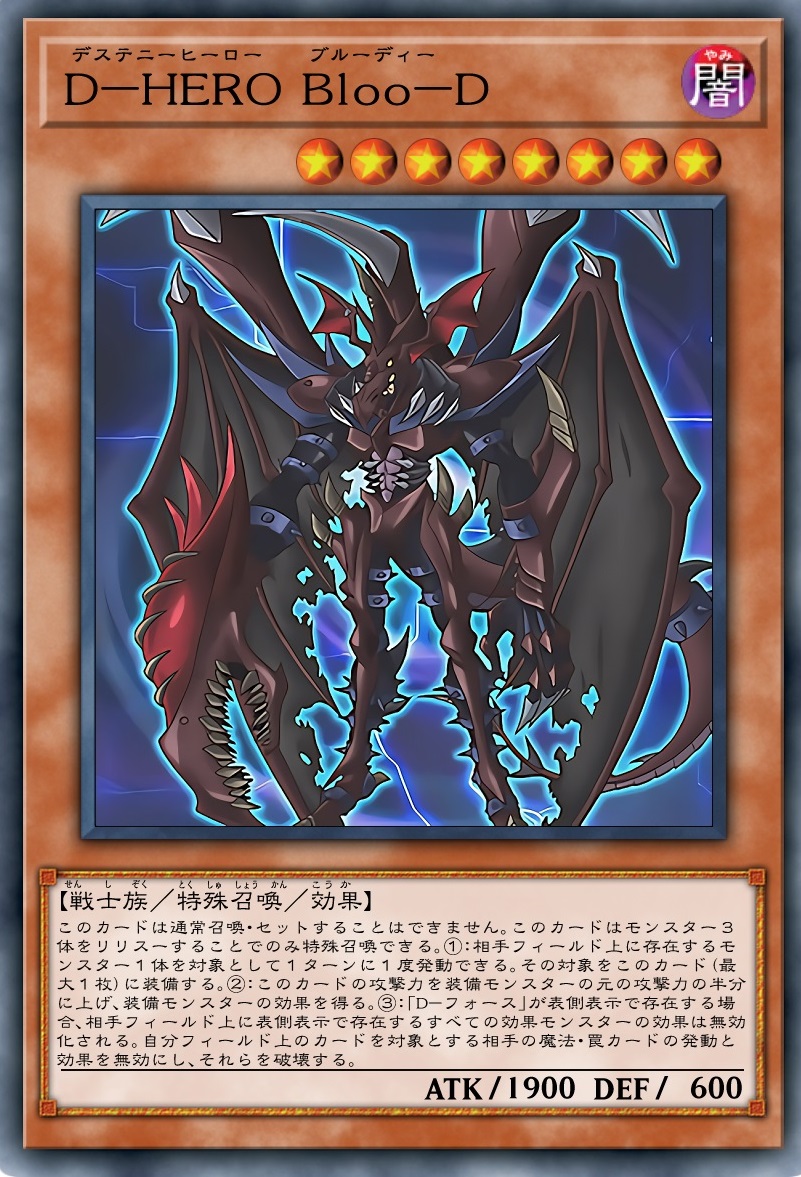 デステニーヒーロー ブルーディー
D－HERO Bloo－D
やみ
闇
せん し ぞく とく しゅ しょう かん こう か
【戦士族／特殊召喚／効果】
このカードは通常召喚・セットすることはできません。このカードはモンスター３
体をリリースーすることでのみ特殊召喚できる。①：相手フィールド上に存在するモ
ンスター１体を対象として１ターンに１度発動できる。その対象をこのカード（最
大１枚）に装備する。②：このカードの攻撃力を装備モンスターの元の攻撃力の半分
に上げ、装備モンスターの効果を得る。③：「D－フォース」が表側表示で存在する場
合、相手フィールド上に表側表示で存在するすべての効果モンスターの効果は無効
化される。自分フィールド上のカードを対象とする相手の魔法・罠カードの発動と
効果を無効にし、それらを破壊する。
ATK/1900 DEF/ 600